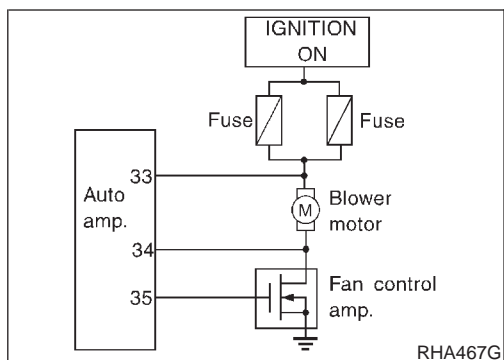 IGNITION
ON
Fuse
Fuse
33
Auto
amp.
M
Blower
motor
34
35
Fan control
amp.
RHA467G